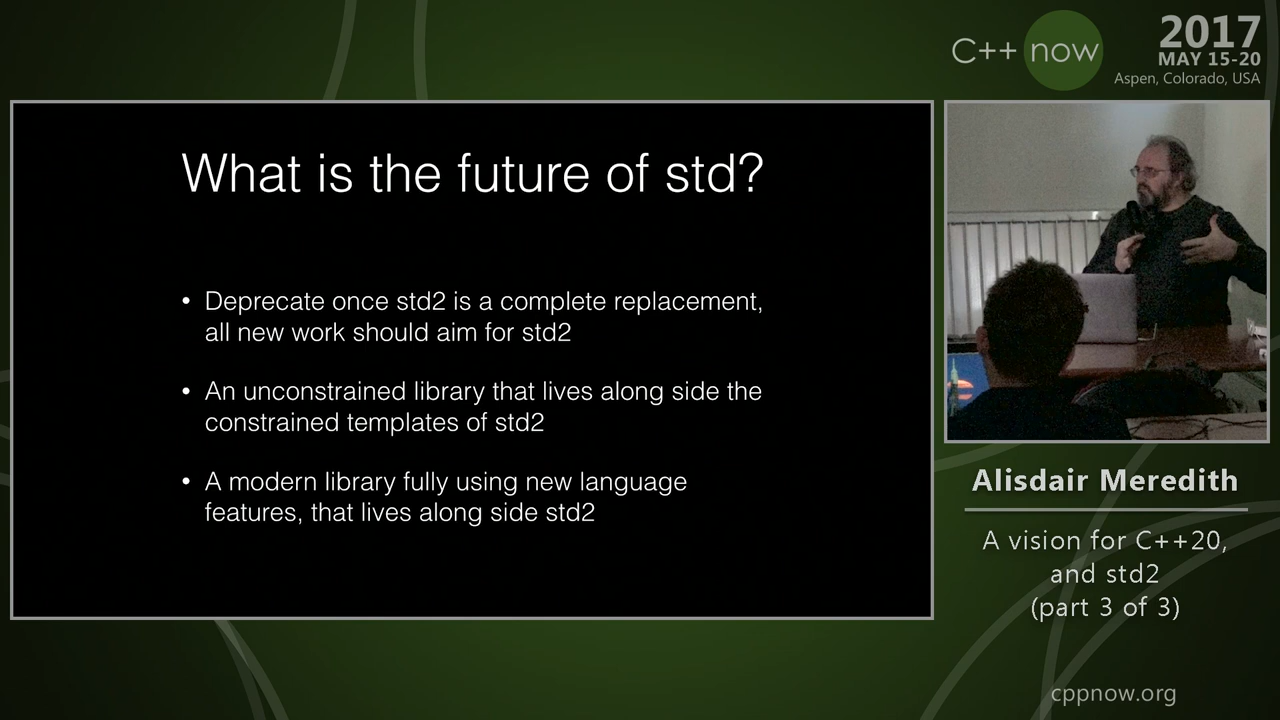 C++ now
2017
MAY 15-20
Aspen, Colorado, USA
What is the future of std?
• Deprecate once std2 is a complete replacement,
all new work should aim for std2
• An unconstrained library that lives along side the
constrained templates of std2
• A modern library fully using new language
features, that lives along side std2
Alisdair Meredith
A vision for C++20,
and std2
(part 3 of 3)
cppnow.org